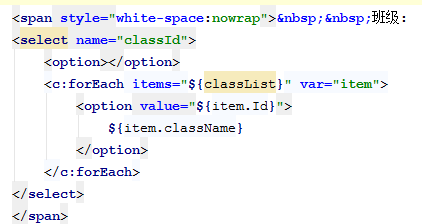 <span style="white-space:nowrap">&nbsp;&nbsp;班级:
<select name="classId">
<option></option>
<c:forEach items="${classList}" var="item">
<option value="${item.Id}">
${item.className}
</option>
</c:forEach>
</select>
</span>